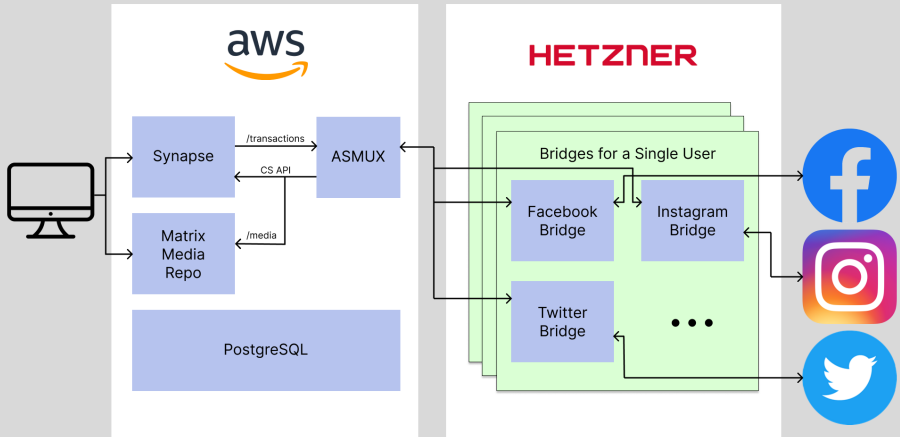 aws
HETZNER
Synapse
/transactions
ASMUX
CS API
/media
Matrix
Media
Repo
PostgreSQL
Bridges for a Single User
Facebook
Bridge
Instagram
Bridge
Twitter
Bridge